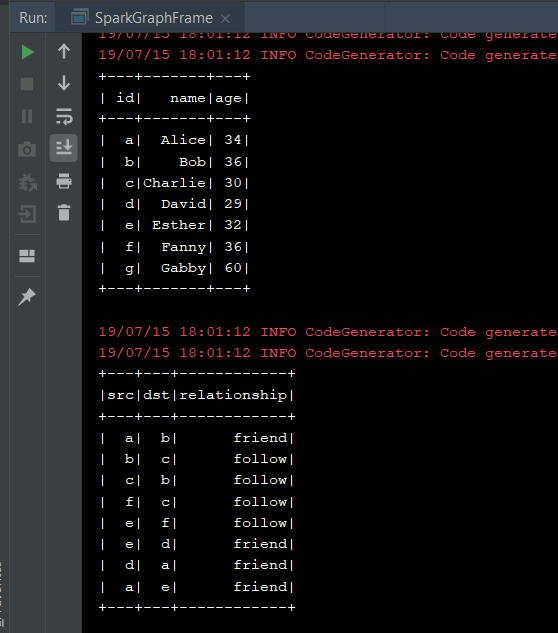 Run: SparkGraphFrame ×
19/07/15 18:01:12 INFO CodeGenerator: Code generate
19/07/15 18:01:12 INFO CodeGenerator: Code generate
+---+-------+---+
| id|   name|age|
+---+-------+---+
|  a|  Alice| 34|
|  b|    Bob| 36|
|  c|Charlie| 30|
|  d|  David| 29|
|  e| Esther| 32|
|  f|  Fanny| 36|
|  g|  Gabby| 60|
+---+-------+---+
19/07/15 18:01:12 INFO CodeGenerator: Code generate
19/07/15 18:01:12 INFO CodeGenerator: Code generate
+---+---+------------+
|src|dst|relationship|
+---+---+------------+
|  a|  b|      friend|
|  b|  c|      follow|
|  c|  b|      follow|
|  f|  c|      follow|
|  e|  f|      follow|
|  e|  d|      friend|
|  d|  a|      friend|
|  a|  e|      friend|
+---+---+------------+